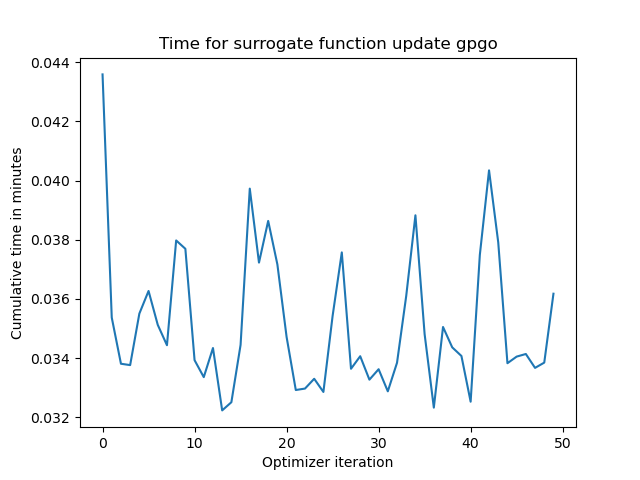 Time for surrogate function update gpgo
Cumulative time in minutes
0.044
0.042
0.040
0.038
0.036
0.034
0.032
0 10 20 30 40 50
Optimizer iteration